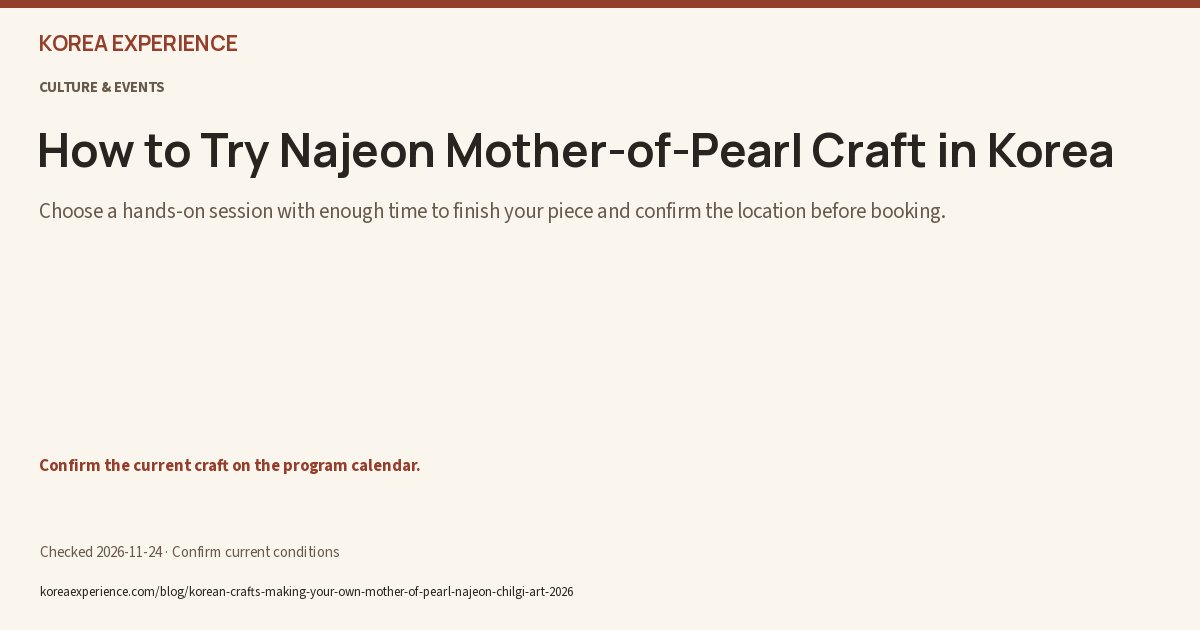 KOREA EXPERIENCE
CULTURE & EVENTS
How to Try Najeon Mother-of-Pearl Craft in Korea
Choose a hands-on session with enough time to finish your piece and confirm the location before booking.
Confirm the current craft on the program calendar.
Checked 2026-11-24 · Confirm current conditions
koreaexperience.com/blog/korean-crafts-making-your-own-mother-of-pearl-najeon-chilgi-art-2026